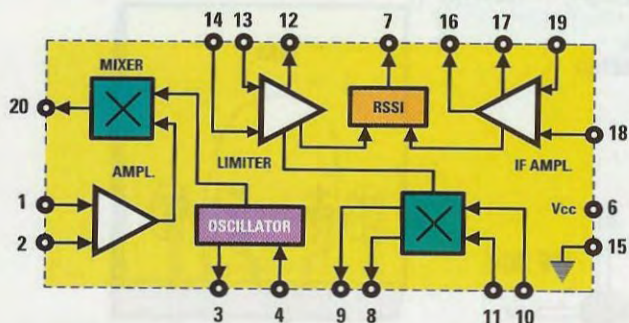 14 13 12 7 16 17 19
MIXER
20
RSSI
18
AMPL.
LIMITER
IF AMPL.
1
Vcc 6
OSCILLATOR
2
15
3 4 9 8 11 10